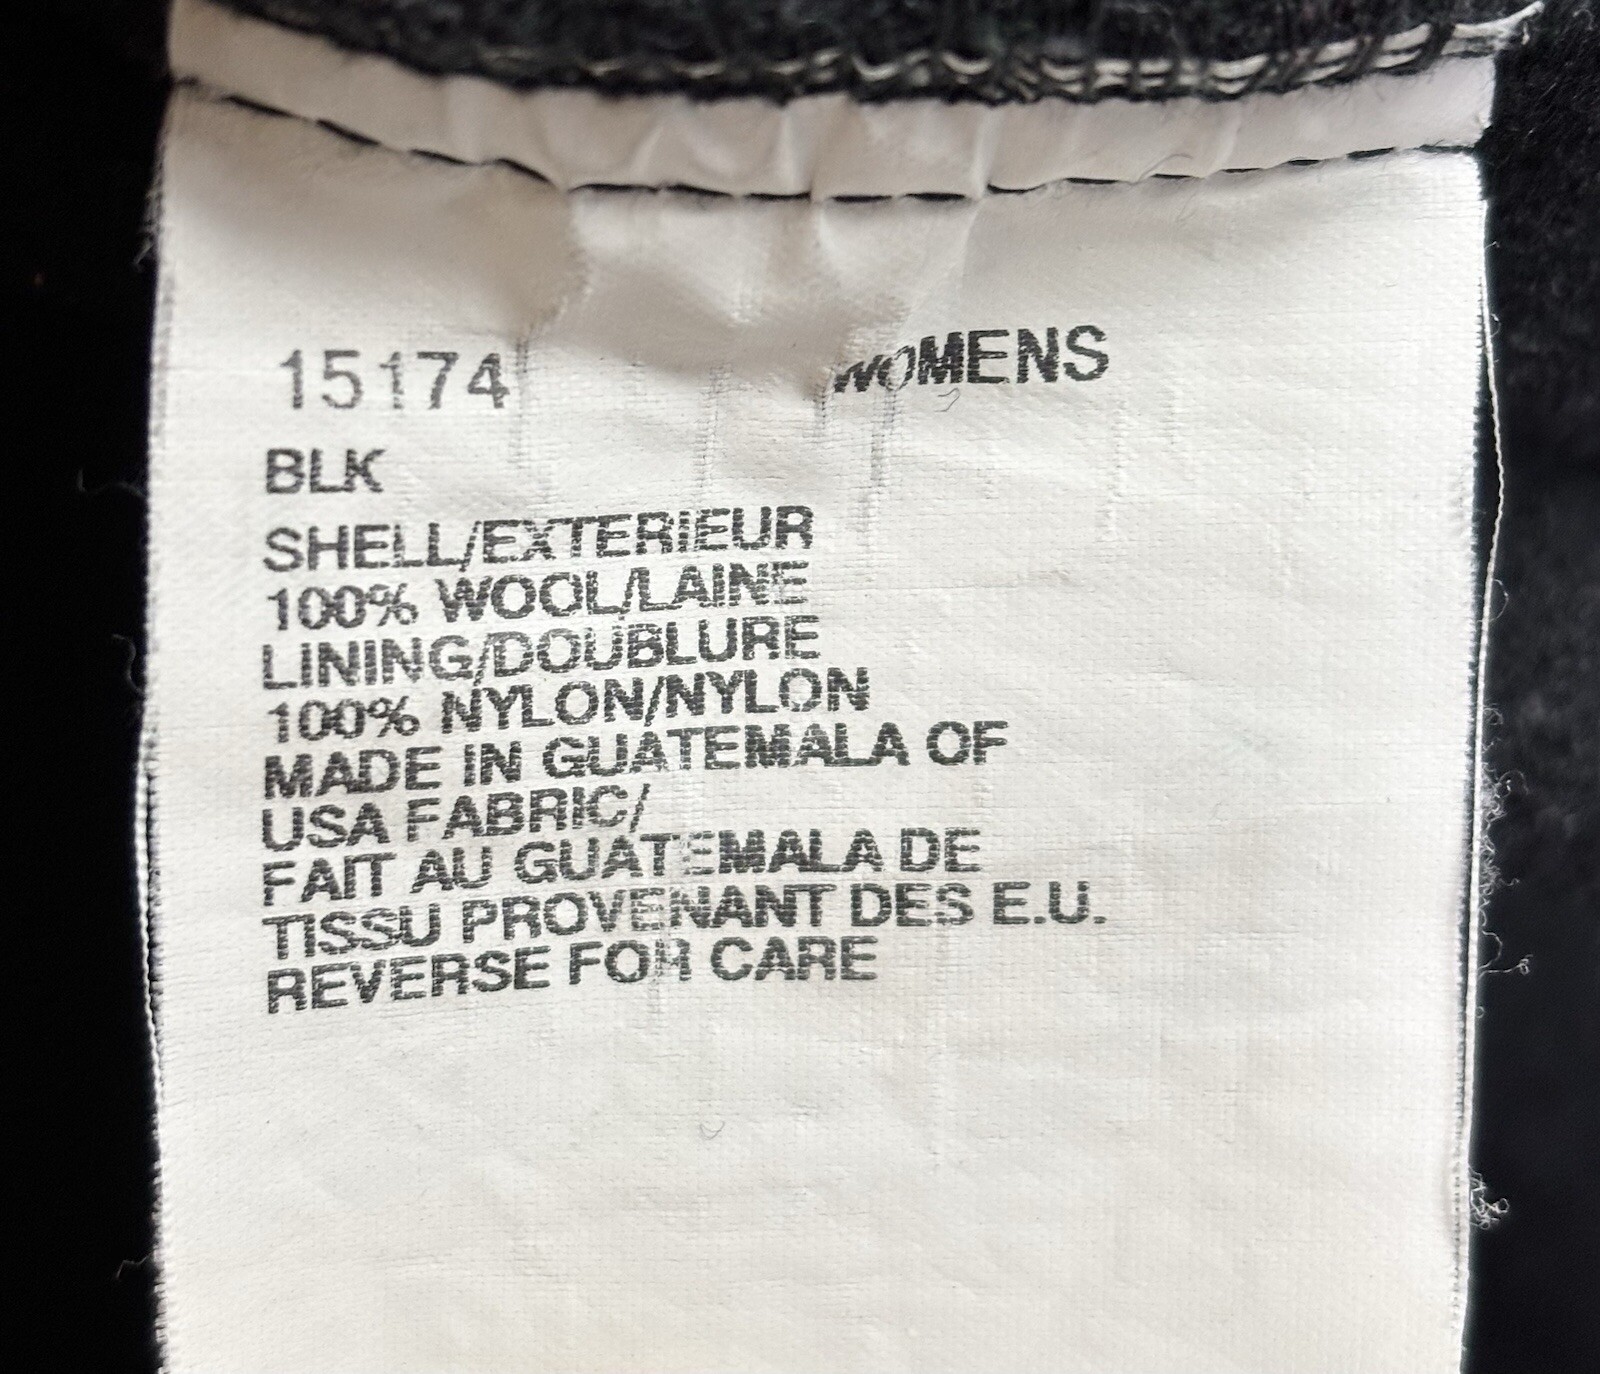 15174 WOMENS
BLK
SHELL/EXTERIEUR
100% WOOL/LAINE
LINING/DOUBLURE
100% NYLON/NYLON
MADE IN GUATEMALA OF
USA FABRIC/
FAIT AU GUATEMALA DE
TISSU PROVENANT DES E.U.
REVERSE FOR CARE